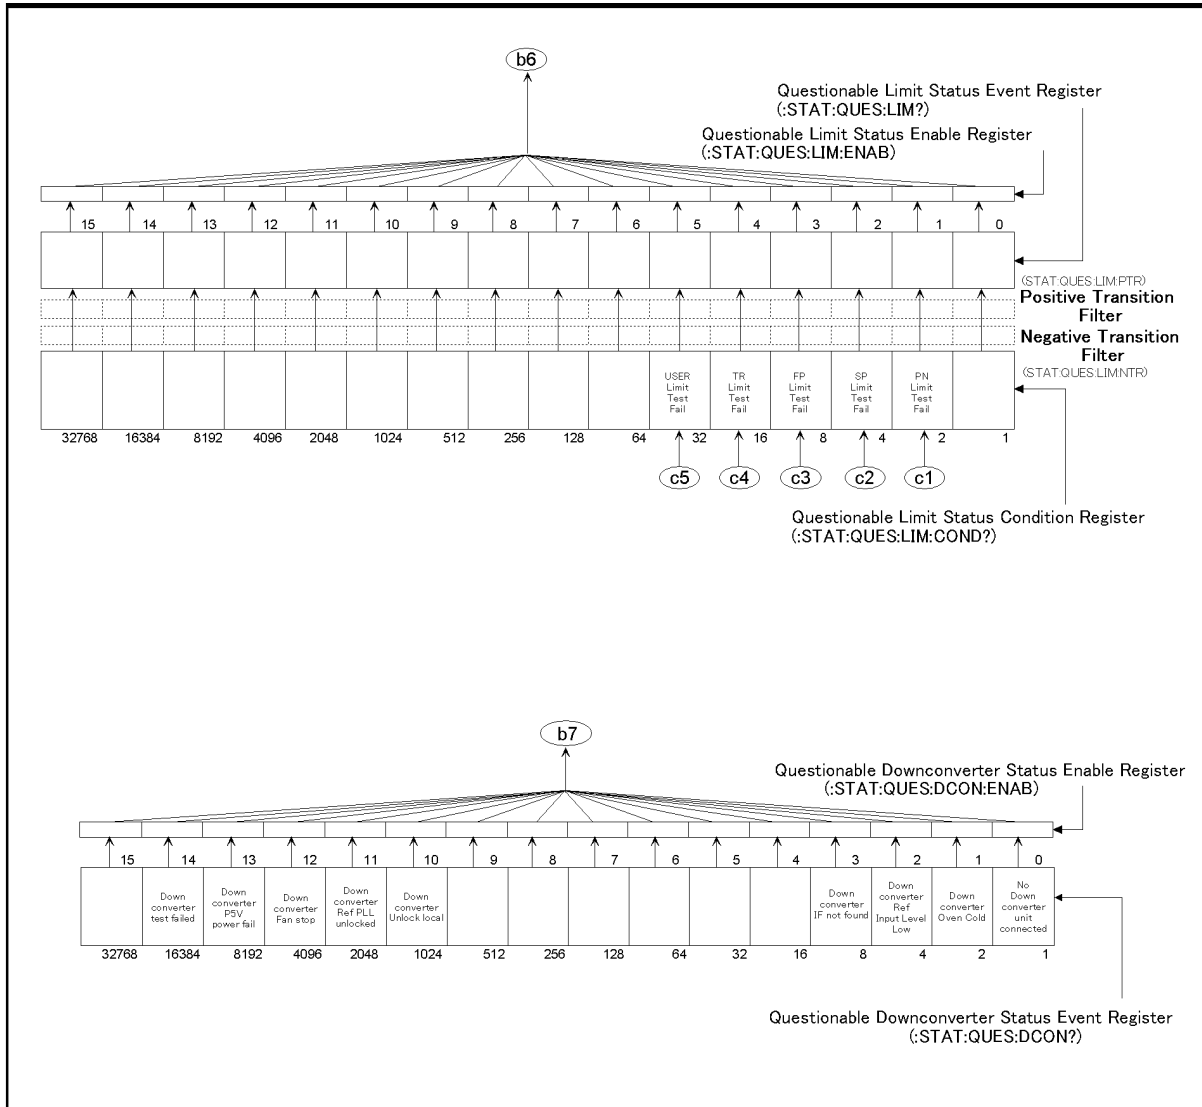 b6
Questionable Limit Status Event Register
(:STAT:QUES:LIM?)
Questionable Limit Status Enable Register
(:STAT:QUES:LIM:ENAB)
15 14 13 12 11 10 9 8 7 6 5 4 3 2 1 0
(STAT:QUES:LIM:PTR)
Positive Transition
Filter
Negative Transition
Filter
(STAT:QUES:LIM:NTR)
USER
Limit
Test
Fail
TR
Limit
Test
Fail
FP
Limit
Test
Fail
SP
Limit
Test
Fail
PN
Limit
Test
Fail
32768 16384 8192 4096 2048 1024 512 256 128 64 32 16 8 4 2 1
c5 c4 c3 c2 c1
Questionable Limit Status Condition Register
(:STAT:QUES:LIM:COND?)
b7
Questionable Downconverter Status Enable Register
(:STAT:QUES:DCON:ENAB)
15 14 13 12 11 10 9 8 7 6 5 4 3 2 1 0
Down
converter
test failed
Down
converter
P5V
power fail
Down
converter
Fan stop
Down
converter
Ref PLL
unlocked
Down
converter
Unlock local
Down
converter
IF not found
Down
converter
Ref
Input Level
Low
Down
converter
Oven Cold
No
Down
converter
unit
connected
32768 16384 8192 4096 2048 1024 512 256 128 64 32 16 8 4 2 1
Questionable Downconverter Status Event Register
(:STAT:QUES:DCON?)